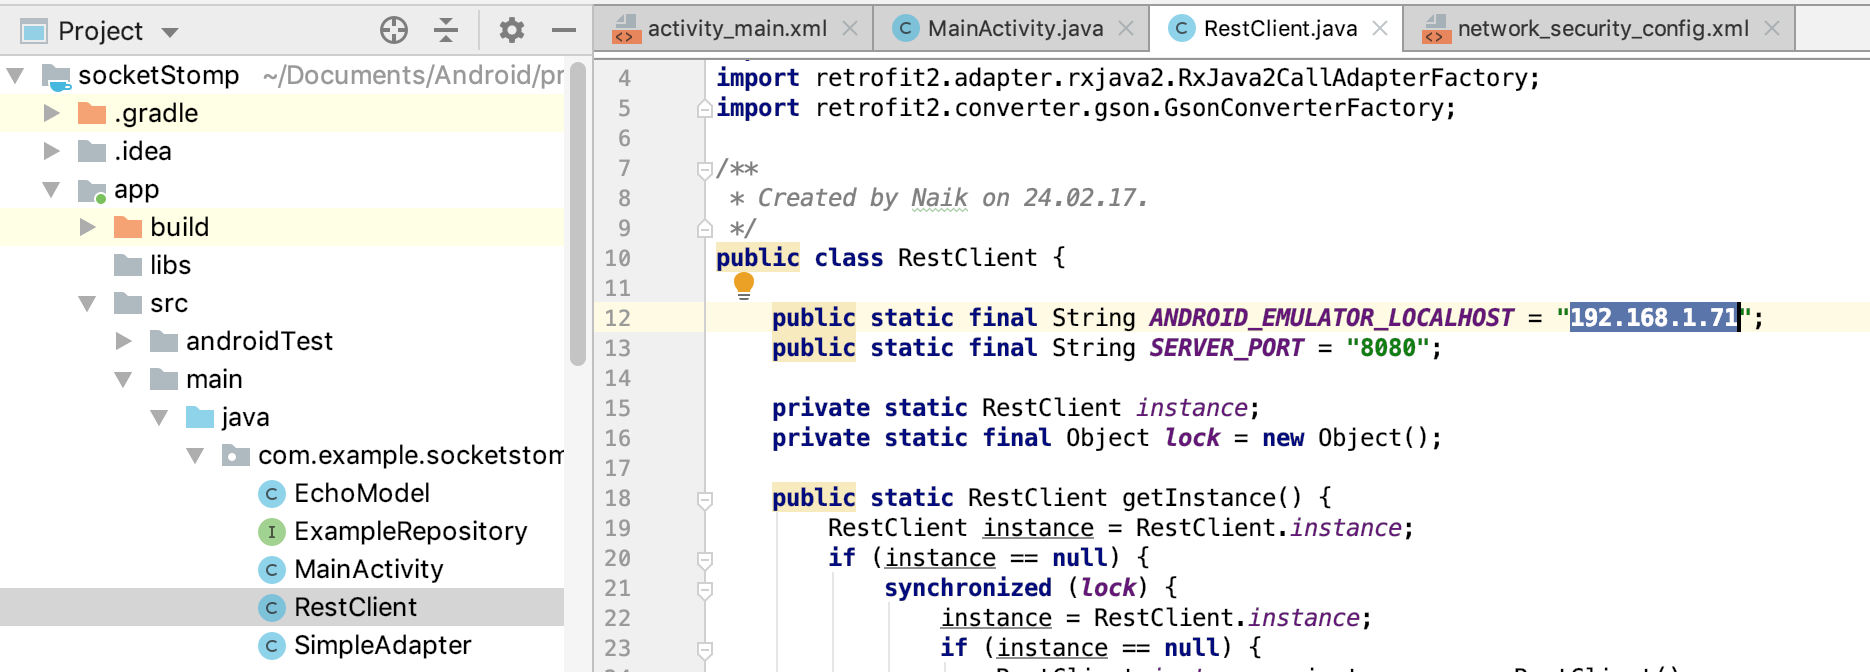 Project
socketStomp ~/Documents/Android/pr
.gradle
.idea
app
build
libs
src
androidTest
main
java
com.example.socketstom
EchoModel
ExampleRepository
MainActivity
RestClient
SimpleAdapter
activity_main.xml
MainActivity.java
RestClient.java
network_security_config.xml
4 import retrofit2.adapter.rxjava2.RxJava2CallAdapterFactory;
5 import retrofit2.converter.gson.GsonConverterFactory;
6
7 /**
8 * Created by Naik on 24.02.17.
9 */
10 public class RestClient {
11
12 public static final String ANDROID_EMULATOR_LOCALHOST = "192.168.1.71";
13 public static final String SERVER_PORT = "8080";
14
15 private static RestClient instance;
16 private static final Object lock = new Object();
17
18 public static RestClient getInstance() {
19 RestClient instance = RestClient.instance;
20 if (instance == null) {
21 synchronized (lock) {
22 instance = RestClient.instance;
23 if (instance == null) {